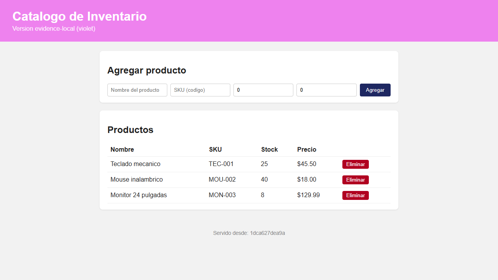 Catalogo de Inventario
Version evidence-local (violet)
Agregar producto
Nombre del producto SKU (codigo) 0 0 Agregar
Productos
Nombre SKU Stock Precio
Teclado mecanico TEC-001 25 $45.50 Eliminar
Mouse inalambrico MOU-002 40 $18.00 Eliminar
Monitor 24 pulgadas MON-003 8 $129.99 Eliminar
Servido desde: 1dca627dea9a